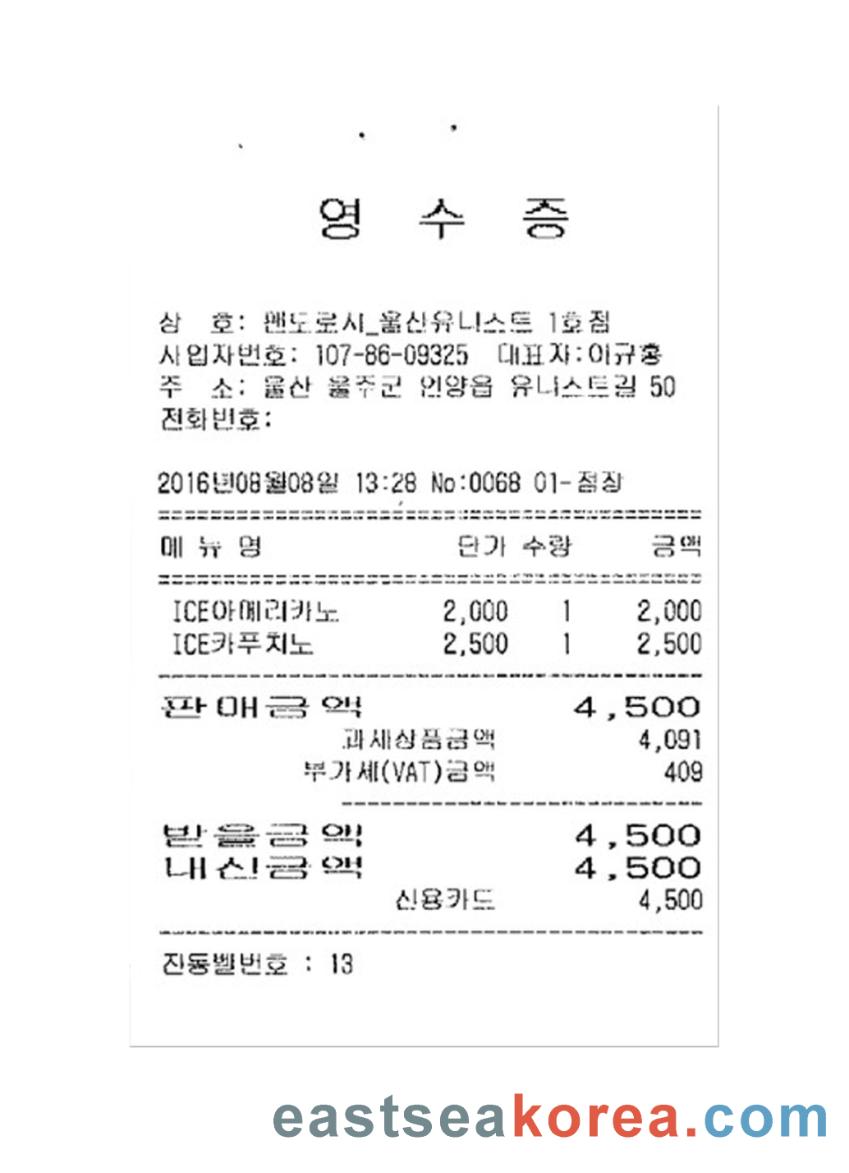 영 수 증
상 호: 팬도로시_울산유니스트 1호점
사업자번호: 107-86-09325 대표자:이규홍
주 소: 울산 울주군 언양읍 유니스트길 50
전화번호:
2016년08월08일 13:28 No:0068 01-점장
메 뉴 명 단가 수량 금액
ICE아메리카노 2,000 1 2,000
ICE카푸치노 2,500 1 2,500
판매금액 4,500
과세상품금액 4,091
부가세(VAT)금액 409
받을금액 4,500
내신금액 4,500
신용카드 4,500
진동벨번호 : 13
eastseakorea.com